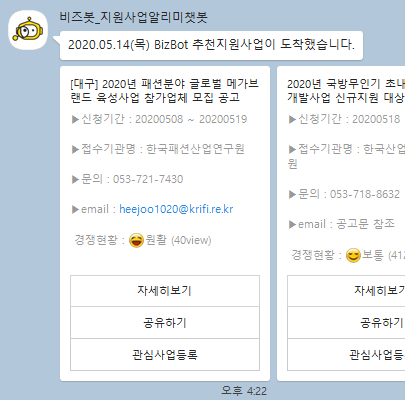 비즈봇_지원사업알리미챗봇
2020.05.14(목) BizBot 추천지원사업이 도착했습니다.
[대구] 2020년 패션분야 글로벌 메가브
랜드 육성사업 참가업체 모집 공고
▶신청기간 : 20200508 ~ 20200519
▶접수기관명 : 한국패션산업연구원
▶문의 : 053-721-7430
▶email : heejoo1020@krifi.re.kr
경쟁현황 : 원활 (40view)
자세히보기
공유하기
관심사업등록
2020년 국방무인기 초내
개발사업 신규지원 대상
▶신청기간 : 20200518
▶접수기관명 : 한국산업
원
▶문의 : 053-718-8632
▶email : 공고문 참조
경쟁현황 : 보통 (412
자세히보기
공유하기
관심사업등
오후 4:22